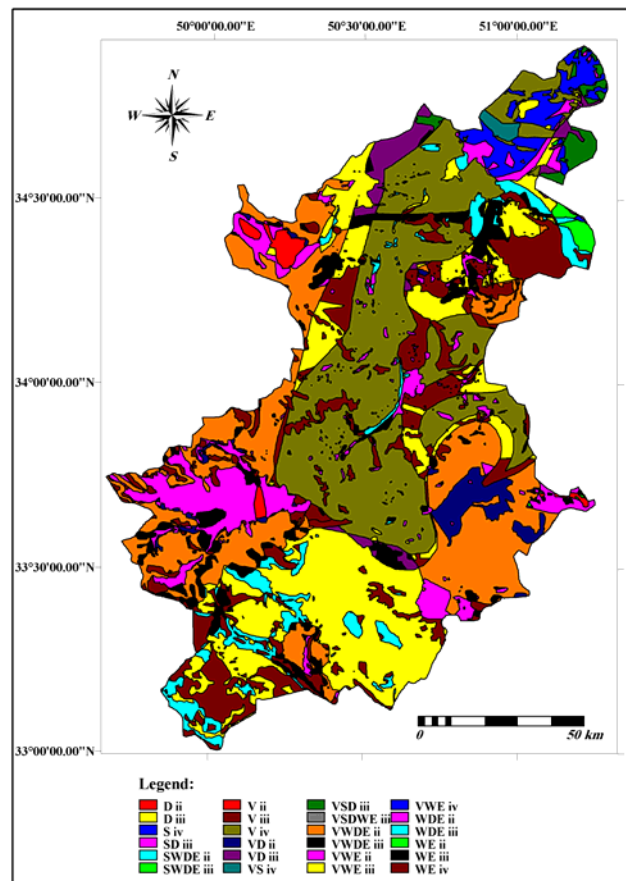 50°00'00.00"E 50°30'00.00"E 51°00'00.00"E
N
W E
S
34°30'00.00"N
34°00'00.00"N
33°30'00.00"N
33°00'00.00"N
0 50 km
Legend:
D ii V ii VSD iii VWE iv
D iii V iii VSDWE iii WDE ii
S iv V iv VWDE ii WDE iii
SD iii VD ii VWDE iii WE ii
SWDE ii VD iii VWE ii WE iii
SWDE iii VS iv VWE iii WE iv